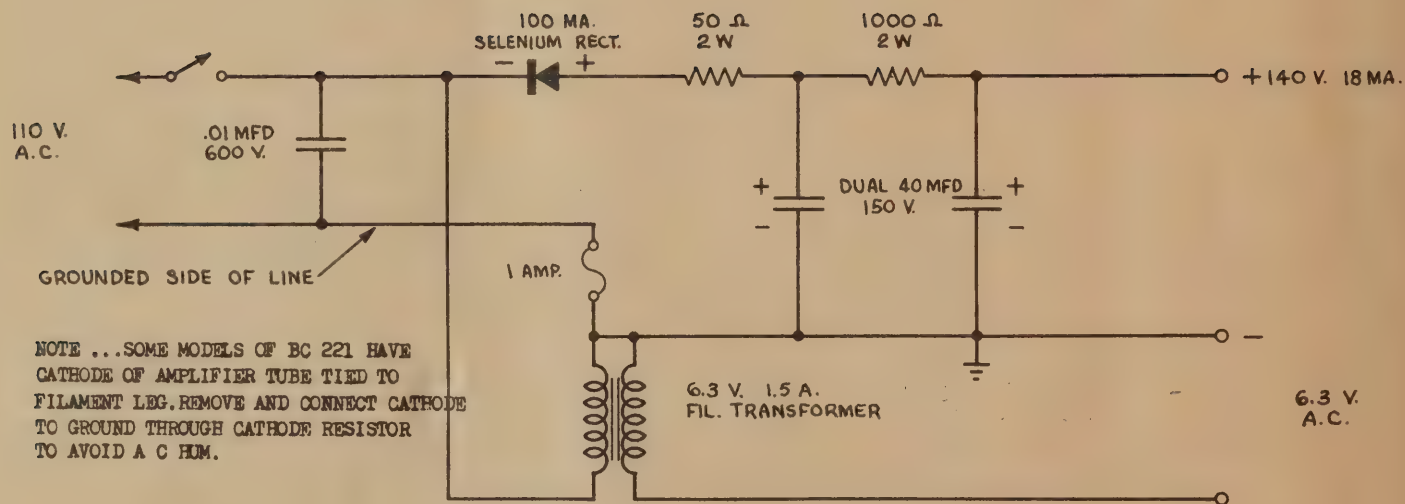 100 MA.
SELENIUM RECT.
- +
50 Ω
2 W
1000 Ω
2 W
+ 140 V. 18 MA.
110 V.
A.C.
.01 MFD
600 V.
+
-
DUAL 40 MFD
150 V.
+
-
GROUNDED SIDE OF LINE
1 AMP.
-
NOTE ...SOME MODELS OF BC 221 HAVE
CATHODE OF AMPLIFIER TUBE TIED TO
FILAMENT LEG.REMOVE AND CONNECT CATHODE
TO GROUND THROUGH CATHODE RESISTOR
TO AVOID A C HUM.
6.3 V. 1.5 A.
FIL. TRANSFORMER
6.3 V.
A.C.